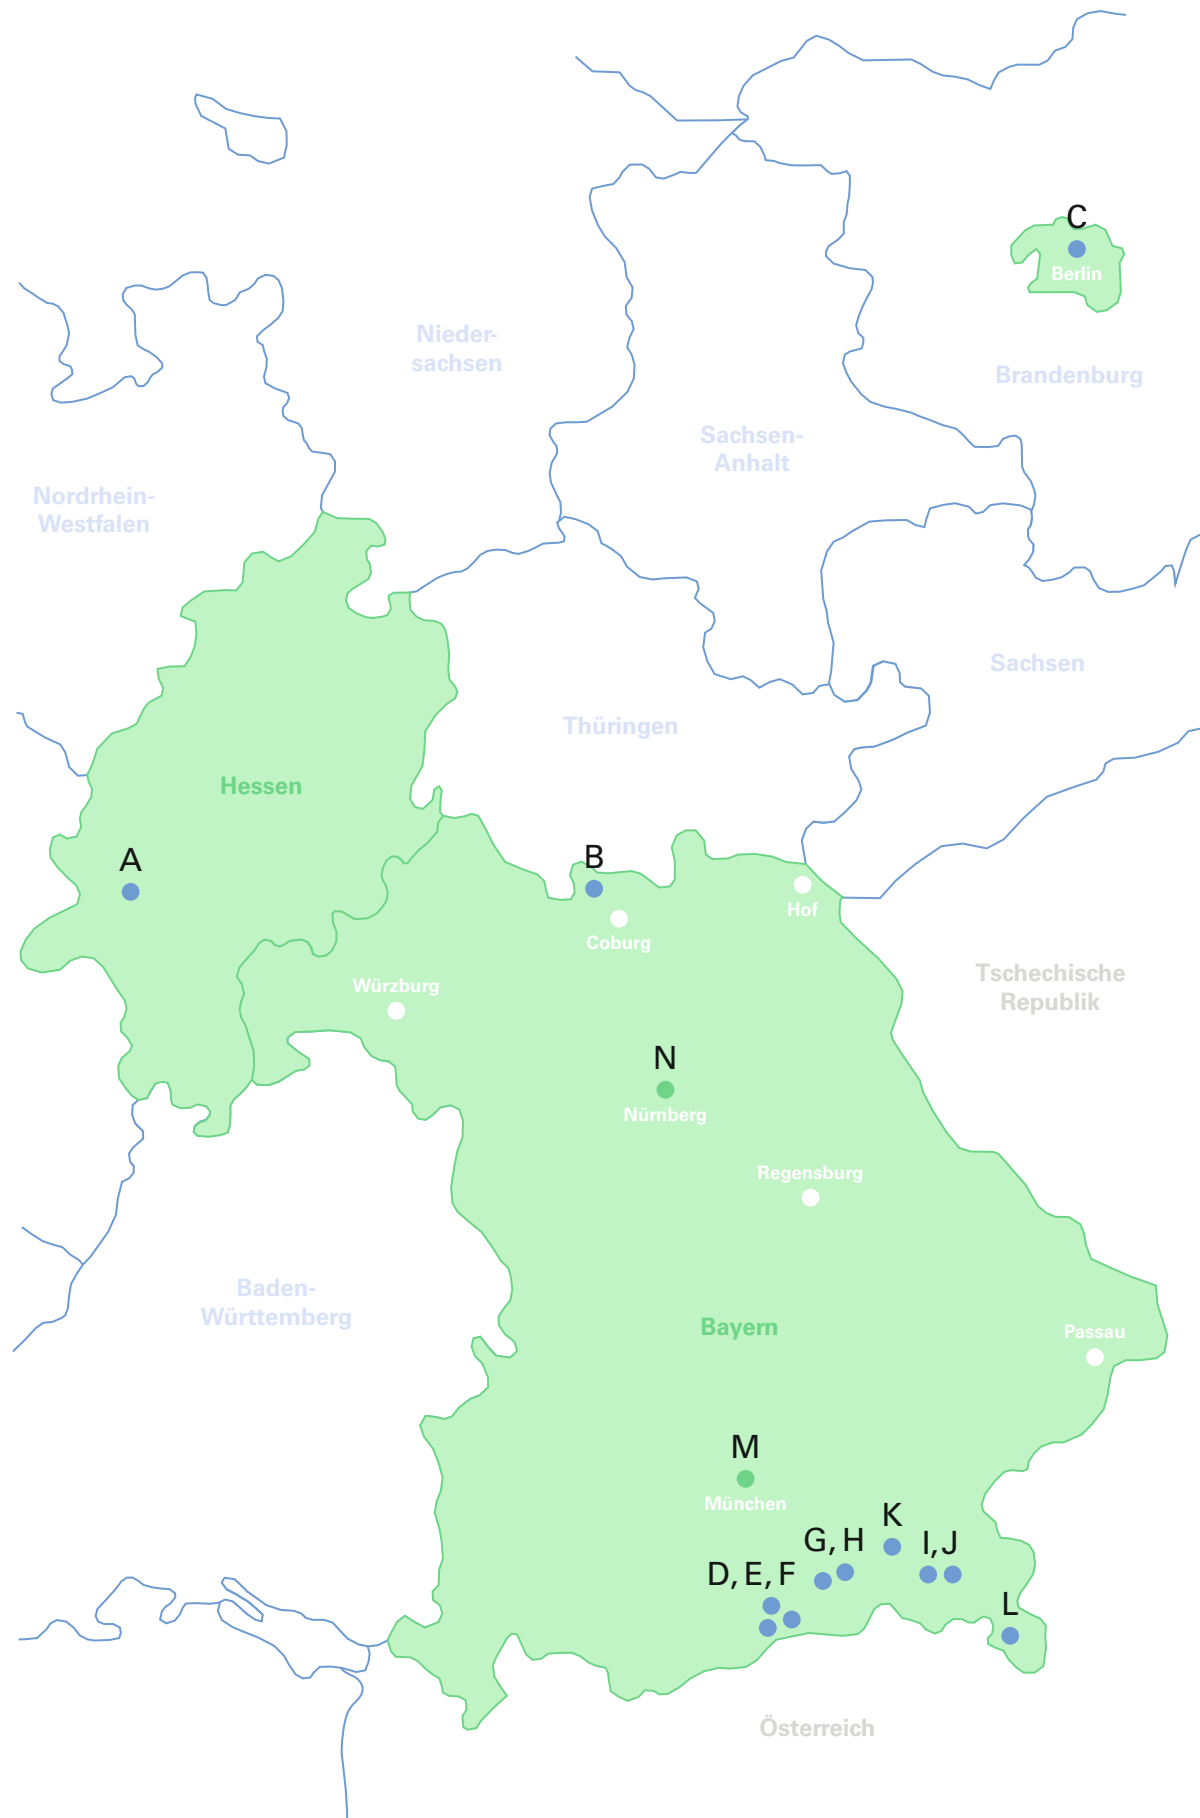 C
Berlin
Nieder-
sachsen
Brandenburg
Sachsen-
Anhalt
Nordrhein-
Westfalen
Sachsen
Thüringen
Hessen
A
B
Hof
Coburg
Tschechische
Republik
Würzburg
N
Nürnberg
Regensburg
Baden-
Württemberg
Bayern
Passau
M
München
K
G, H
I, J
D, E, F
L
Österreich